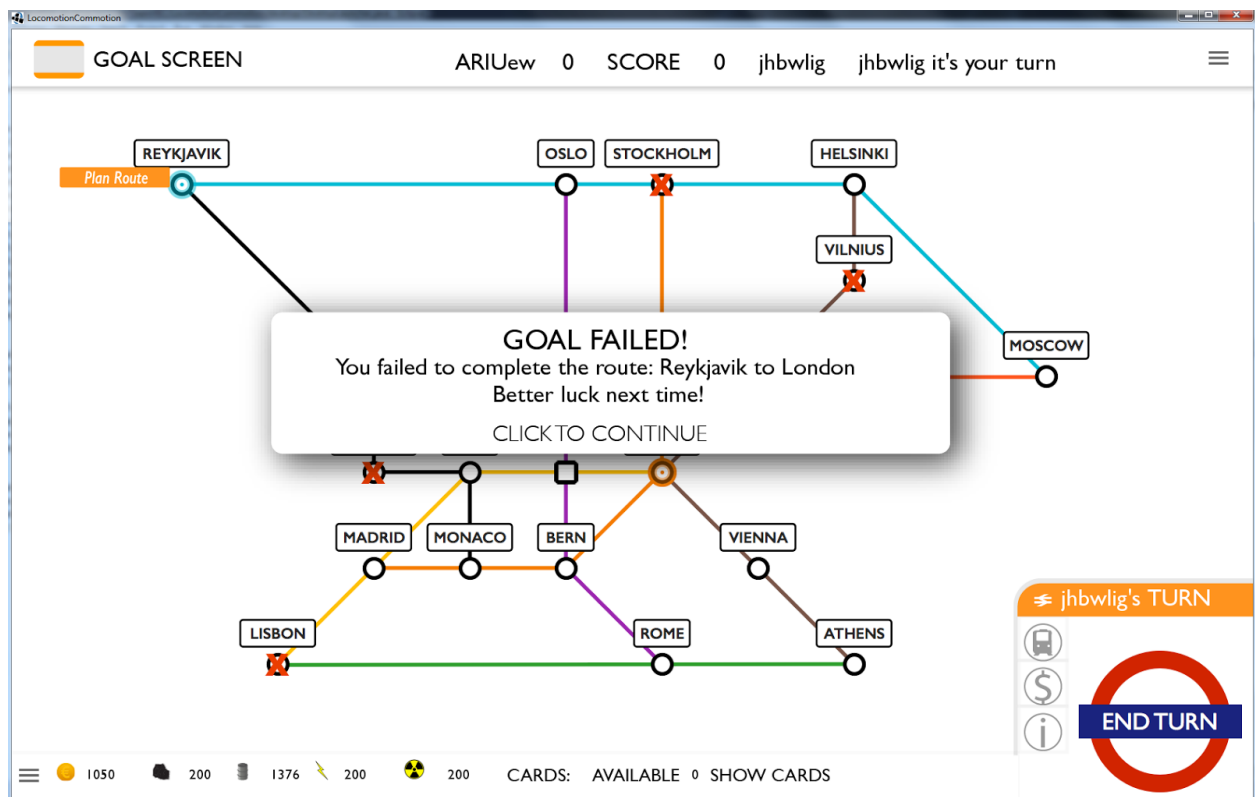 LocomotionCommotion
GOAL SCREEN
ARIUew 0 SCORE 0 jhbwlig jhbwlig it's your turn
REYKJAVIK
OSLO
STOCKHOLM
HELSINKI
Plan Route
VILNIUS
MOSCOW
GOAL FAILED!
You failed to complete the route: Reykjavik to London
Better luck next time!
CLICK TO CONTINUE
MADRID
MONACO
BERN
VIENNA
LISBON
ROME
ATHENS
jhbwlig's TURN
END TURN
1050 200 1376 200 200 CARDS: AVAILABLE 0 SHOW CARDS